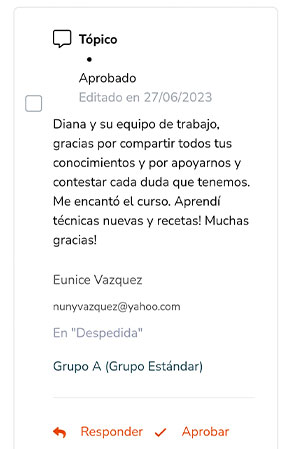 Tópico
Aprobado
Editado en 27/06/2023
Diana y su equipo de trabajo,
gracias por compartir todos tus
conocimientos y por apoyarnos y
contestar cada duda que tenemos.
Me encantó el curso. Aprendí
técnicas nuevas y recetas! Muchas
gracias!
Eunice Vazquez
nunyvazquez@yahoo.com
En "Despedida"
Grupo A (Grupo Estándar)
Responder Aprobar